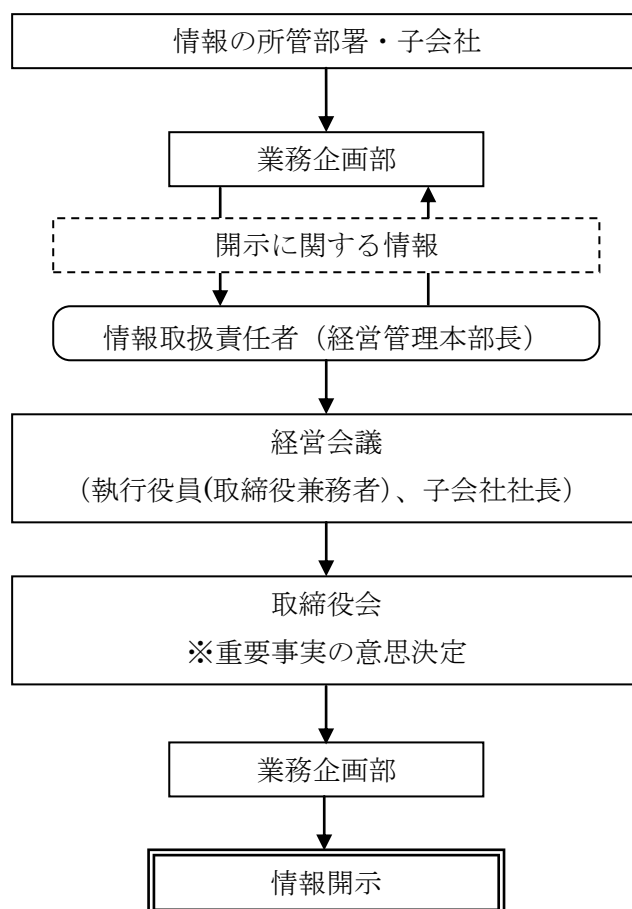 情報の所管部署・子会社
業務企画部
開示に関する情報
情報取扱責任者（経営管理本部長）
経営会議
（執行役員(取締役兼務者)、子会社社長）
取締役会
※重要事実の意思決定
業務企画部
情報開示